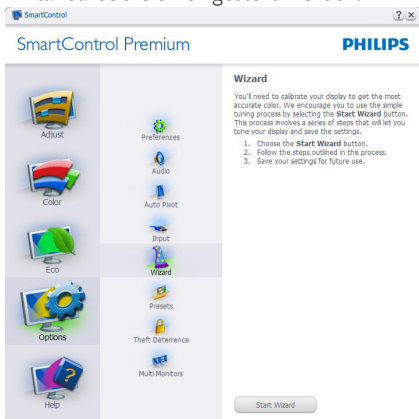 SmartControl
SmartControl Premium
PHILIPS
Adjust
Color
Eco
Options
Help
Preferences
Audio
Auto Pivot
Input
Wizard
Presets
Theft Deterrence
Multi Monitors
Wizard
You'll need to calibrate your display to get the most
accurate color. We encourage you to use the simple
tuning process by selecting the Start Wizard button.
This process involves a series of steps that will let you
tune your display and save the settings.
1. Choose the Start Wizard button.
2. Follow the steps outlined in this process.
3. Save your settings for future use.
Start Wizard